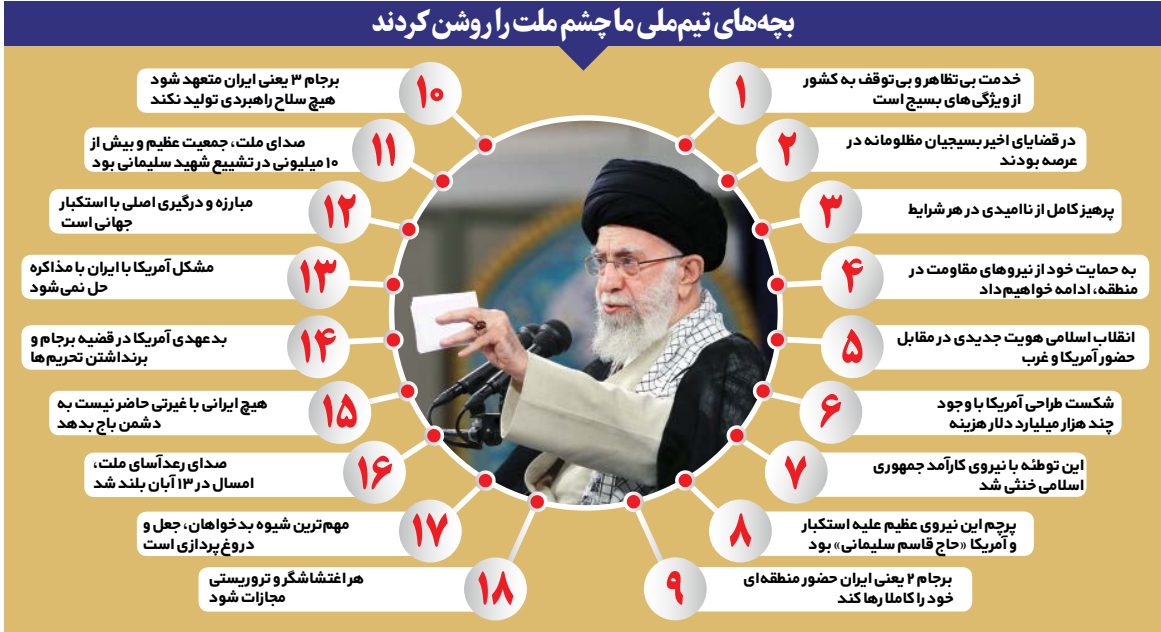 بچه‌های تیم‌ملی ما چشم ملت را روشن کردند
۱
خدمت بی‌تظاهر و بی‌توقف به کشور
از ویژگی‌های بسیج است
۲
در قضایای اخیر بسیجیان مظلومانه در
عرصه بودند
۳
پرهیز کامل از ناامیدی در هر شرایط
۴
به حمایت خود از نیروهای مقاومت در
منطقه، ادامه خواهیم داد
۵
انقلاب اسلامی هویت جدیدی در مقابل
حضور آمریکا و غرب
۶
شکست طراحی آمریکا با وجود
چند هزار میلیارد دلار هزینه
۷
این توطئه با نیروی کارآمد جمهوری
اسلامی خنثی شد
۸
پرچم این نیروی عظیم علیه استکبار
و آمریکا «حاج قاسم سلیمانی» بود
۹
برجام ۲ یعنی ایران حضور منطقه‌ای
خود را کاملا رها کند
۱۰
برجام ۳ یعنی ایران متعهد شود
هیچ سلاح راهبردی تولید نکند
۱۱
صدای ملت، جمعیت عظیم و بیش از
۱۰ میلیونی در تشییع شهید سلیمانی بود
۱۲
مبارزه و درگیری اصلی با استکبار
جهانی است
۱۳
مشکل آمریکا با ایران با مذاکره
حل نمی‌شود
۱۴
بدعهدی آمریکا در قضیه برجام و
برنداشتن تحریم‌ها
۱۵
هیچ ایرانی با غیرتی حاضر نیست به
دشمن باج بدهد
۱۶
صدای رعدآسای ملت،
امسال در ۱۳ آبان بلند شد
۱۷
مهم‌ترین شیوه بدخواهان، جعل و
دروغ‌پردازی است
۱۸
هر اغتشاشگر و تروریستی
مجازات شود